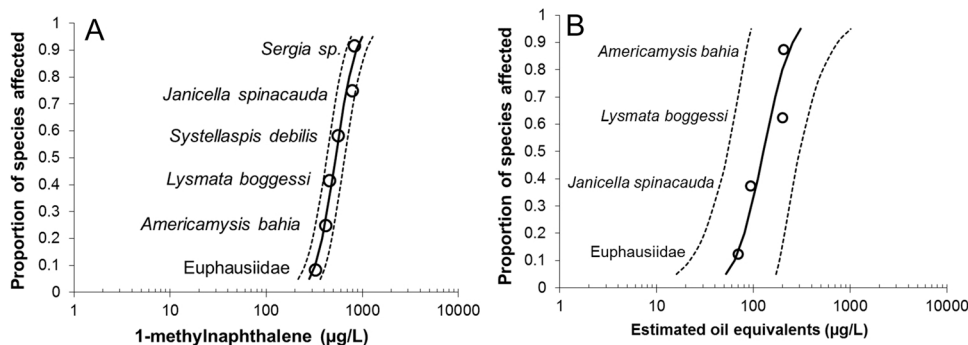 A
Proportion of species affected
1
0.9
0.8
0.7
0.6
0.5
0.4
0.3
0.2
0.1
0
Sergia sp.
Janicella spinacauda
Systellaspis debilis
Lysmata boggessi
Americamysis bahia
Euphausiidae
1 10 100 1000 10000
1-methylnaphthalene (µg/L)
B
Proportion of species affected
1
0.9
0.8
0.7
0.6
0.5
0.4
0.3
0.2
0.1
0
Americamysis bahia
Lysmata boggessi
Janicella spinacauda
Euphausiidae
1 10 100 1000 10000
Estimated oil equivalents (µg/L)